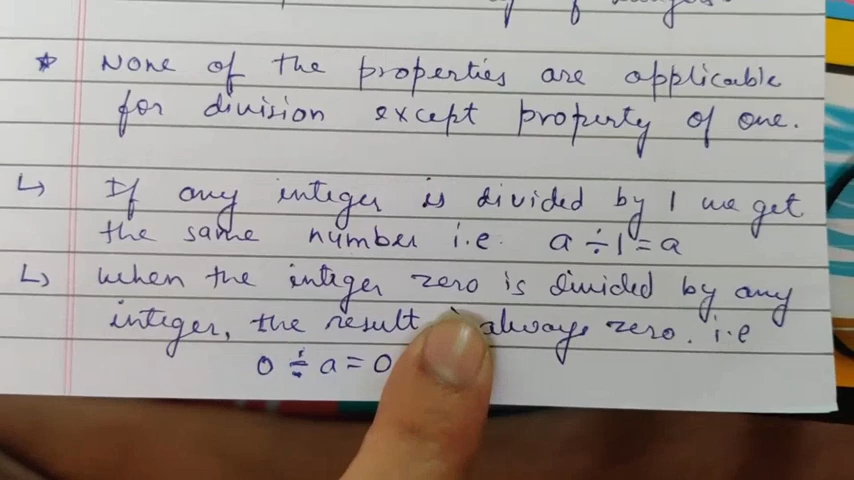 * None of the properties are applicable
for division except property of one.
↳ If any integer is divided by 1 we get
the same number i.e. a ÷ 1 = a
↳ When the integer zero is divided by any
integer, the result always zero. i.e
0 ÷ a = 0